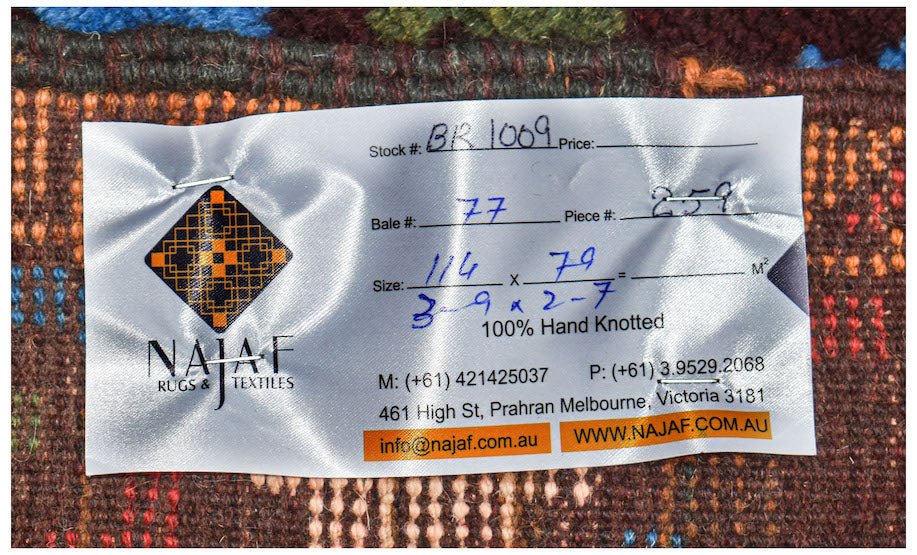 Stock #: BR 1009 Price:
Bale #: 77 Piece #: 259
Size: 114 x 79 = M²
3-9 x 2-7
100% Hand Knotted
NAJAF
RUGS & TEXTILES
M: (+61) 421425037 P: (+61) 3.9529.2068
461 High St, Prahran Melbourne, Victoria 3181
info@najaf.com.au WWW.NAJAF.COM.AU